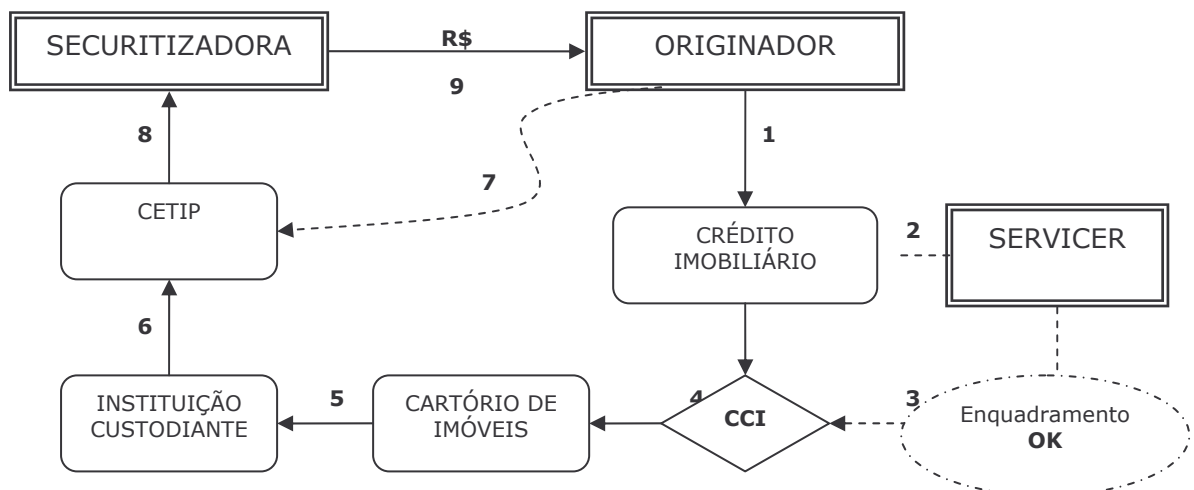 SECURITIZADORA
R$
ORIGINADOR
9
8
1
7
CETIP
CRÉDITO
IMOBILIÁRIO
2
SERVICER
6
INSTITUIÇÃO
CUSTODIANTE
5
CARTÓRIO DE
IMÓVEIS
4
CCI
3
Enquadramento
OK